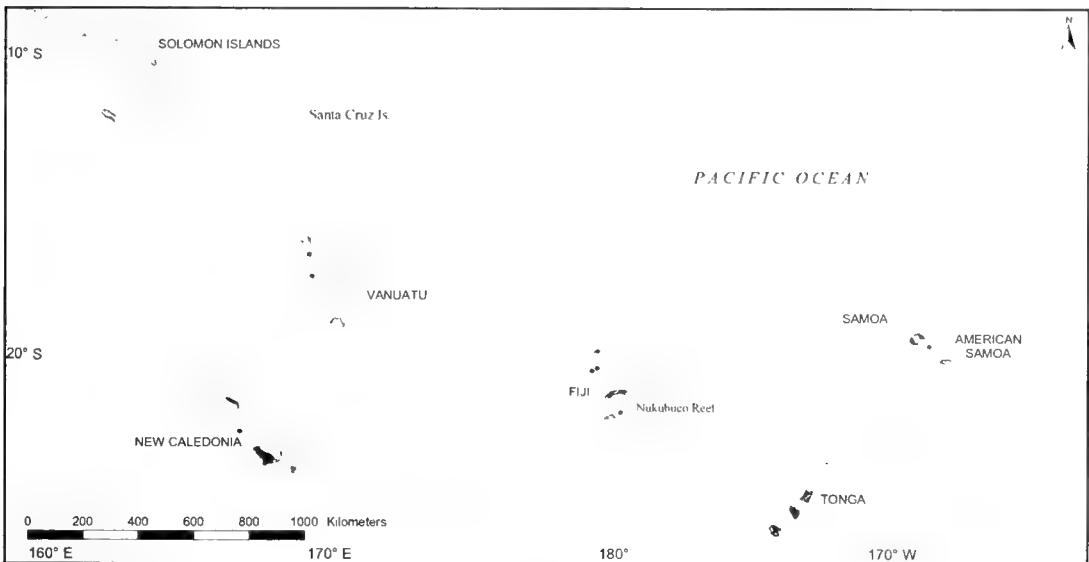 N
10° S
SOLOMON ISLANDS
Santa Cruz Is.
PACIFIC OCEAN
VANUATU
SAMOA
AMERICAN
SAMOA
20° S
FIJI
Nukubuco Reef
NEW CALEDONIA
TONGA
0 200 400 600 800 1000 Kilometers
160° E 170° E 180° 170° W